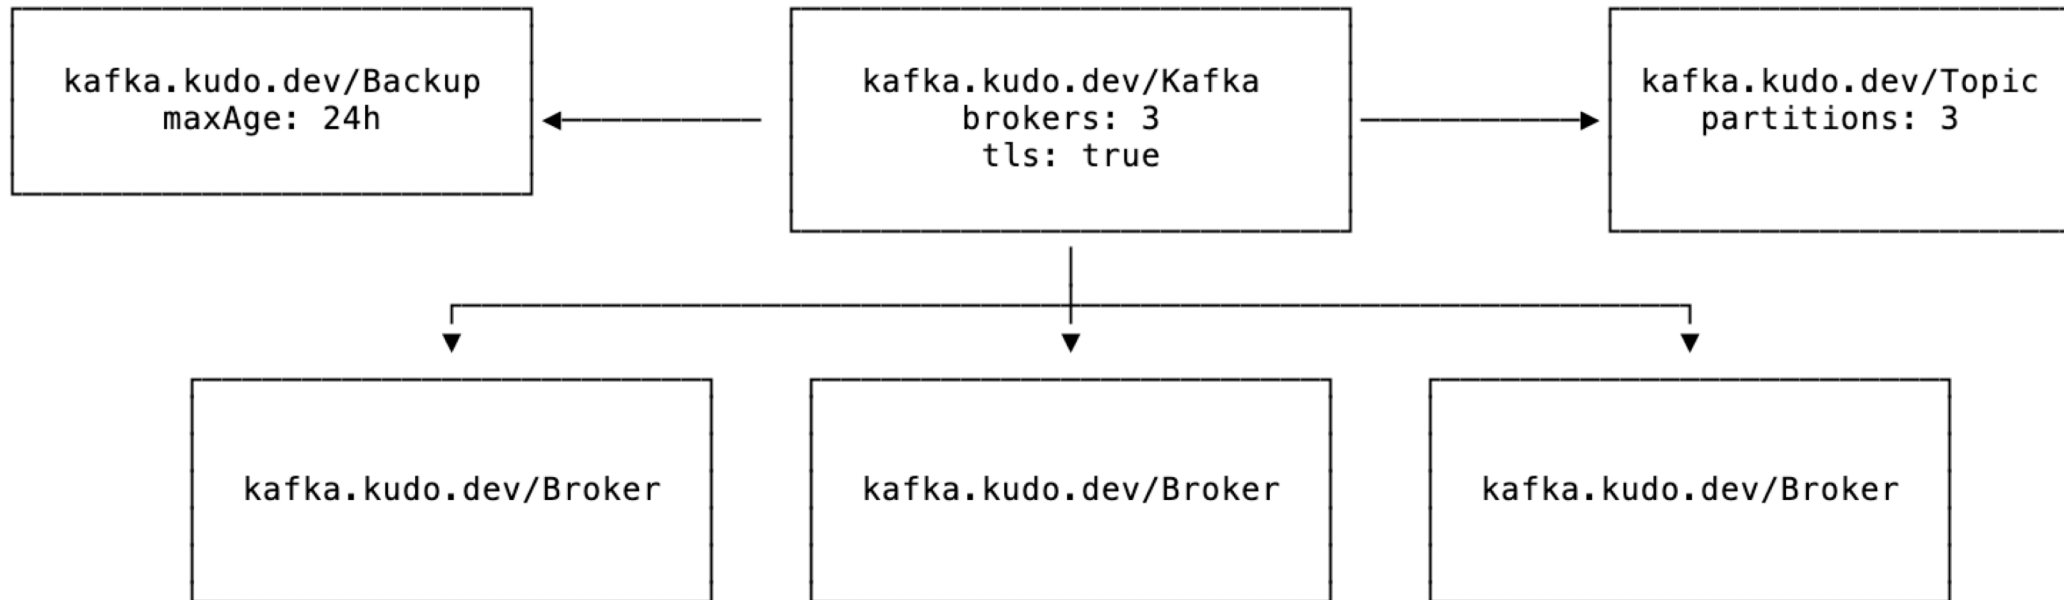 kafka.kudo.dev/Backup
maxAge: 24h
kafka.kudo.dev/Kafka
brokers: 3
tls: true
kafka.kudo.dev/Topic
partitions: 3
kafka.kudo.dev/Broker
kafka.kudo.dev/Broker
kafka.kudo.dev/Broker